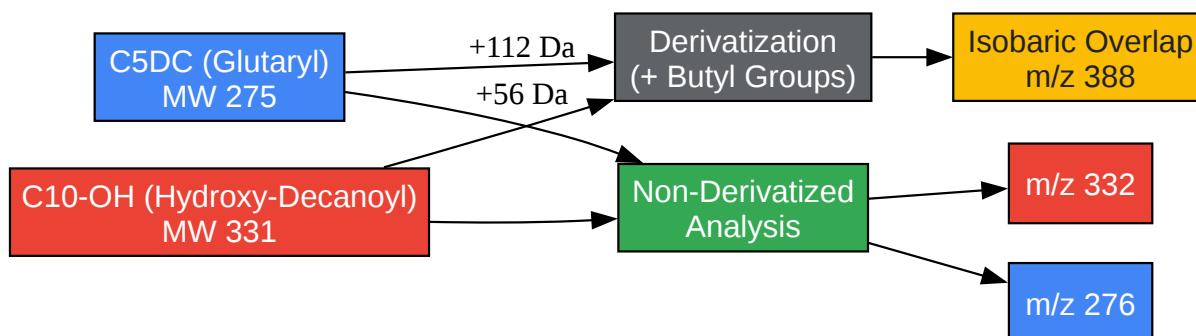 C5DC (Glutaryl)
MW 275
+112 Da
+56 Da
Derivatization
(+ Butyl Groups)
Isobaric Overlap
m/z 388
C10-OH (Hydroxy-Decanoyl)
MW 331
Non-Derivatized
Analysis
m/z 332
m/z 276